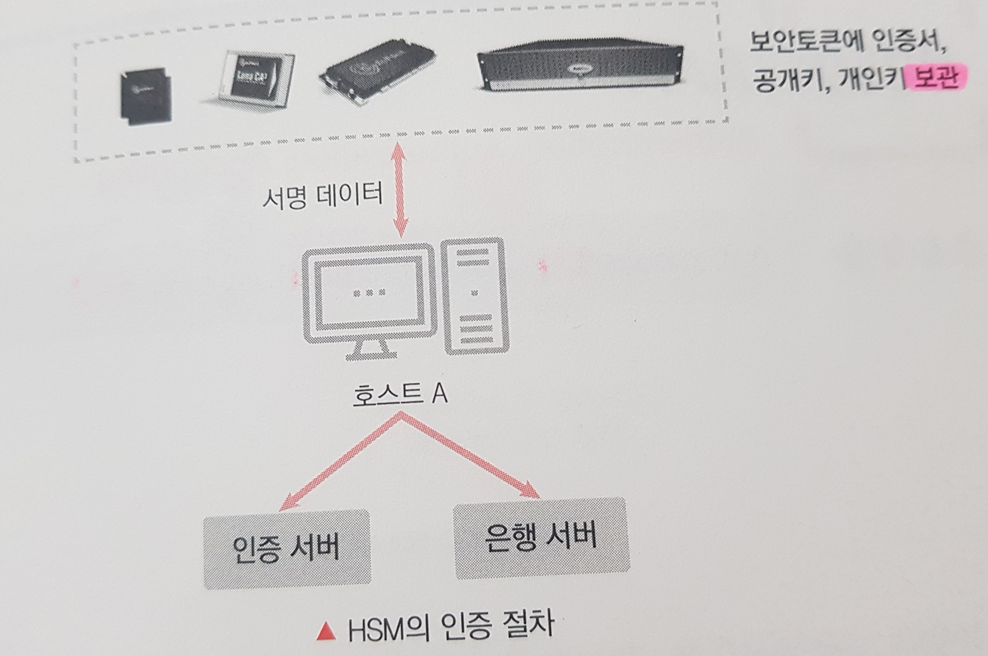 보안토큰에 인증서,
공개키, 개인키 보관
서명 데이터
호스트 A
인증 서버
은행 서버
▲ HSM의 인증 절차